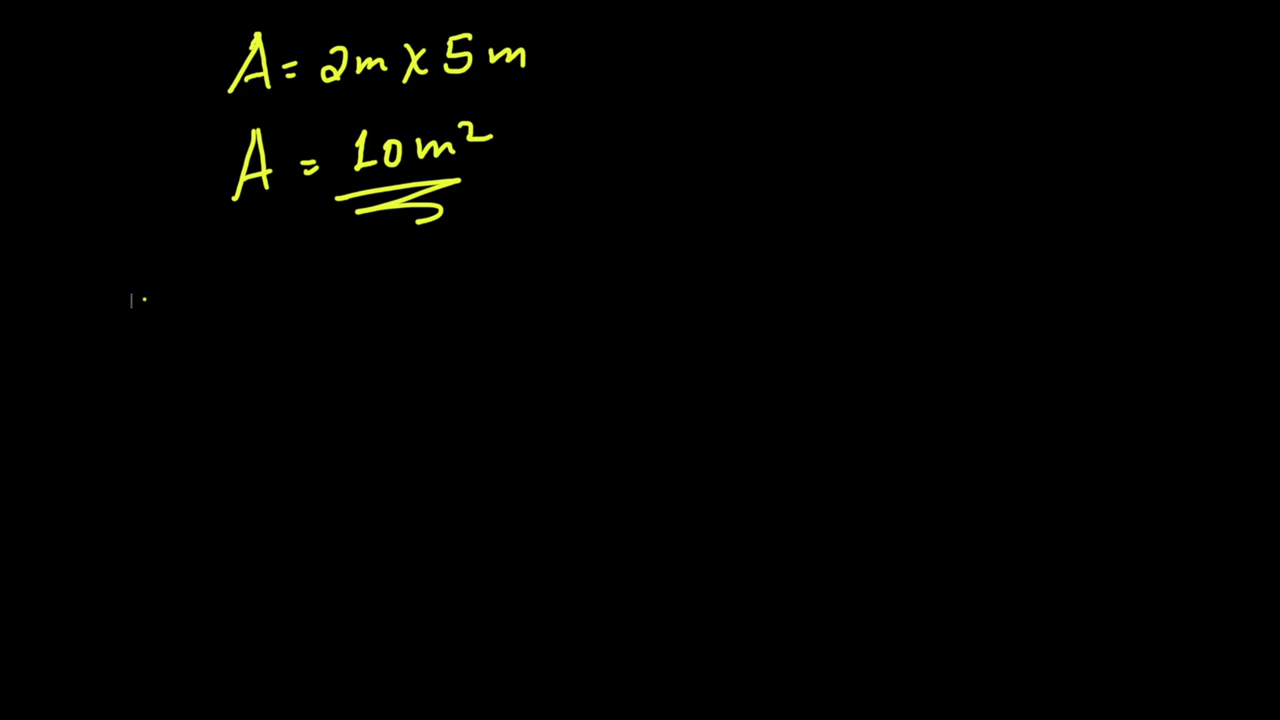 A = 2m x 5m
A = 10m²